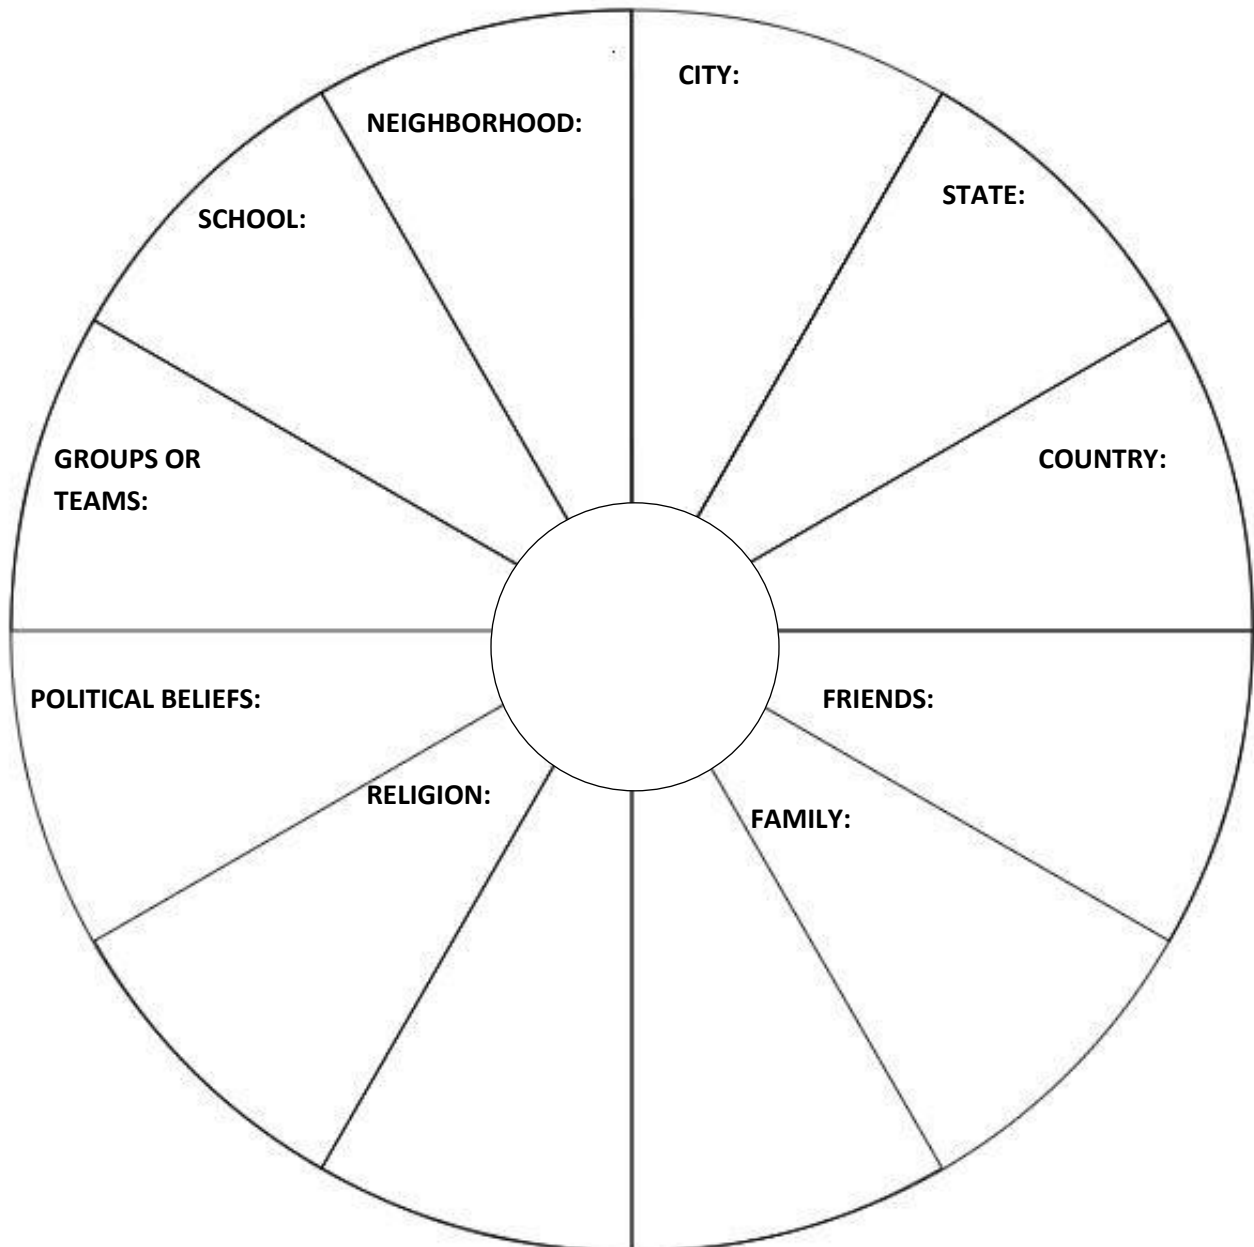 CITY:
NEIGHBORHOOD:
STATE:
SCHOOL:
GROUPS OR
TEAMS:
COUNTRY:
POLITICAL BELIEFS:
FRIENDS:
RELIGION:
FAMILY: